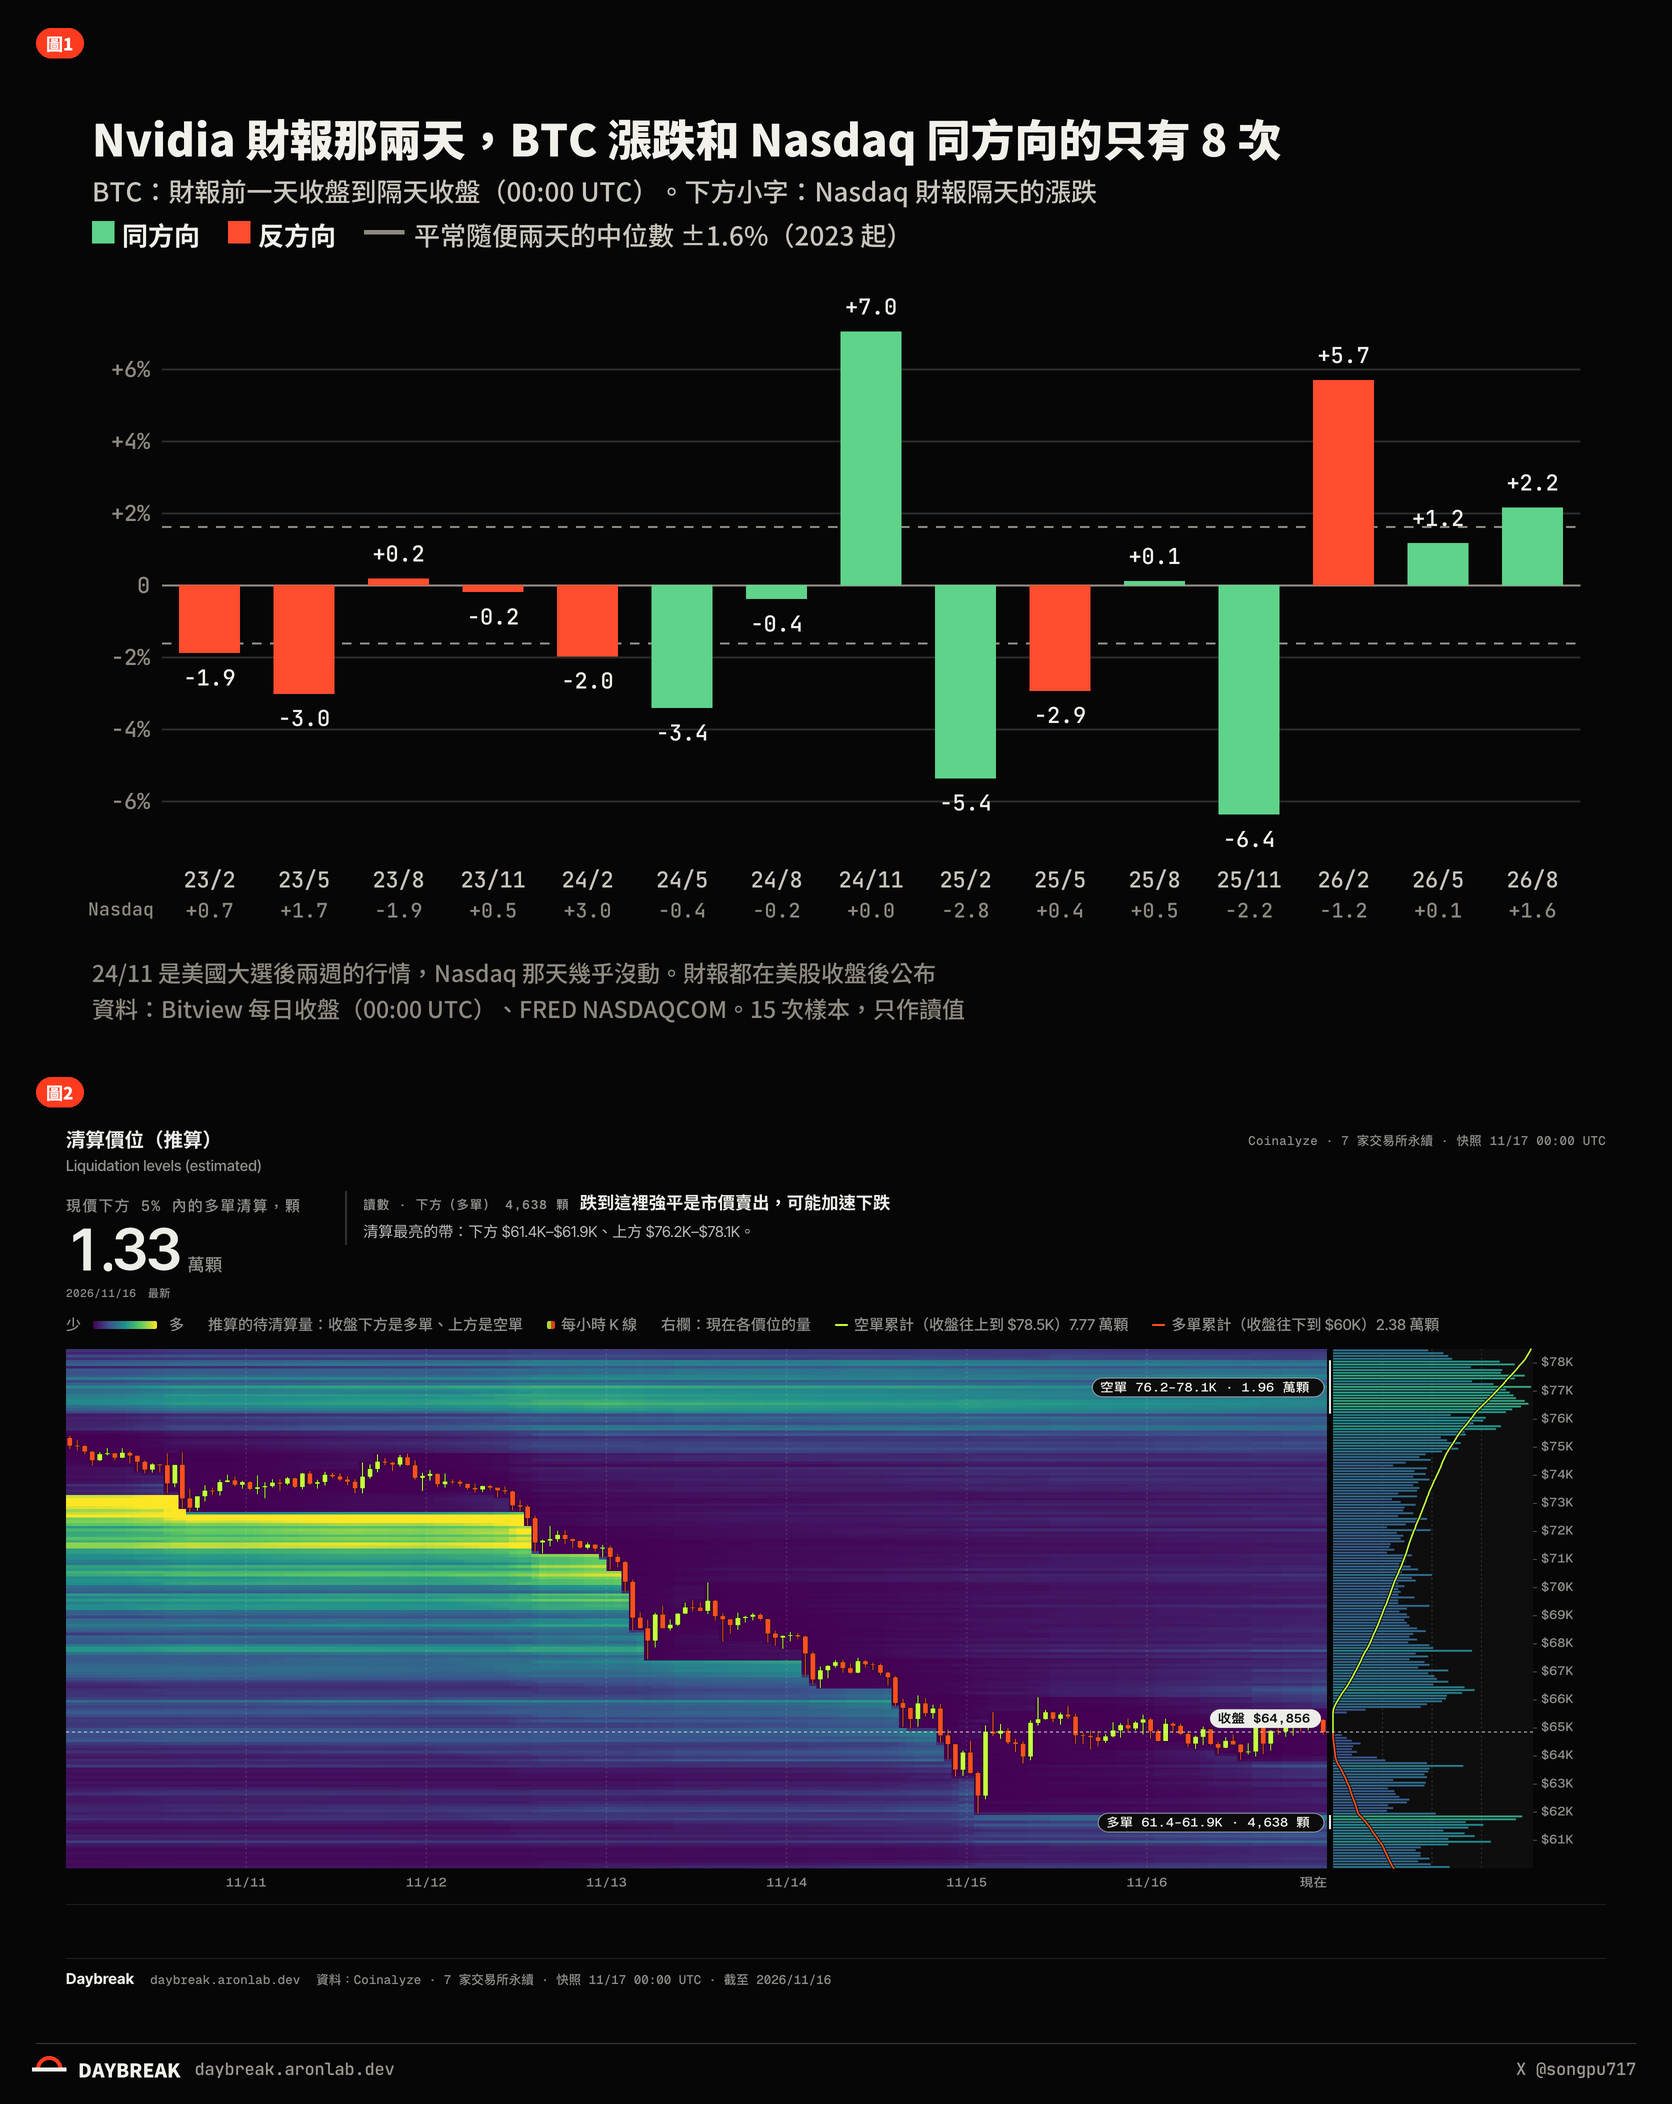 圖1
Nvidia 財報那兩天，BTC 漲跌和 Nasdaq 同方向的只有 8 次
BTC：財報前一天收盤到隔天收盤（00:00 UTC）。下方小字：Nasdaq 財報隔天的漲跌
同方向 反方向 平常隨便兩天的中位數 ±1.6%（2023 起）
+7.0
+5.7
+6%
+4%
+2.2
+2%
+1.2
+0.2
+0.1
0
-0.2
-0.4
-2%
-1.9
-2.0
-3.0
-2.9
-3.4
-4%
-6%
-5.4
-6.4
23/2 23/5 23/8 23/11 24/2 24/5 24/8 24/11 25/2 25/5 25/8 25/11 26/2 26/5 26/8
Nasdaq +0.7 +1.7 -1.9 +0.5 +3.0 -0.4 -0.2 +0.0 -2.8 +0.4 +0.5 -2.2 -1.2 +0.1 +1.6
24/11 是美國大選後兩週的行情，Nasdaq 那天幾乎沒動。財報都在美股收盤後公布
資料：Bitview 每日收盤（00:00 UTC）、FRED NASDAQCOM。15 次樣本，只作讀值
圖2
清算價位（推算）
Coinalyze · 7 家交易所永續 · 快照 11/17 00:00 UTC
Liquidation levels (estimated)
現價下方 5% 內的多單清算，顆
1.33 萬顆
2026/11/16 最新
讀數 · 下方（多單） 4,638 顆 跌到這裡強平是市價賣出，可能加速下跌
清算最亮的帶：下方 $61.4K–$61.9K、上方 $76.2K–$78.1K。
少 多 推算的待清算量：收盤下方是多單、上方是空單 每小時 K 線 右欄：現在各價位的量 空單累計（收盤往上到 $78.5K）7.77 萬顆 多單累計（收盤往下到 $60K）2.38 萬顆
$78K
空單 76.2–78.1K · 1.96 萬顆
$77K
$76K
$75K
$74K
$73K
$72K
$71K
$70K
$69K
$68K
$67K
$66K
收盤 $64,856
$65K
$64K
$63K
$62K
多單 61.4–61.9K · 4,638 顆
$61K
11/11 11/12 11/13 11/14 11/15 11/16 現在
Daybreak daybreak.aronlab.dev 資料：Coinalyze · 7 家交易所永續 · 快照 11/17 00:00 UTC · 截至 2026/11/16
DAYBREAK daybreak.aronlab.dev
X @songpu717